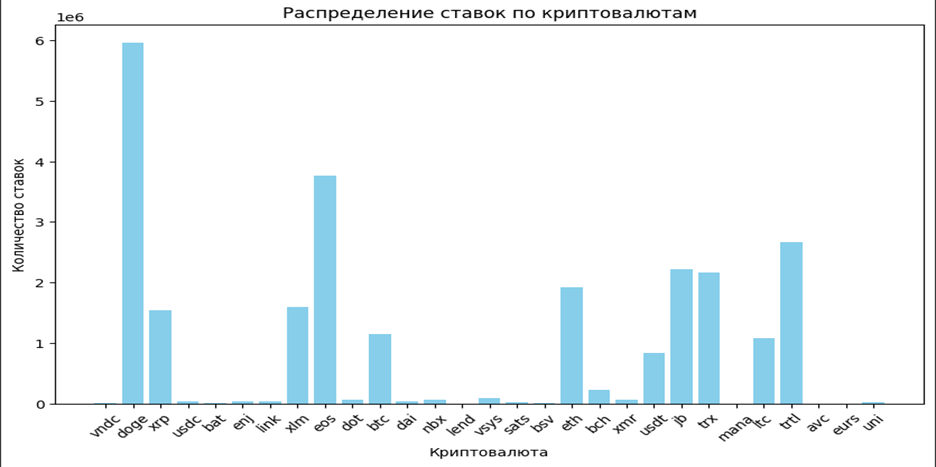 Распределение ставок по криптовалютам
1e6
6
5
4
3
2
1
0
Количество ставок
vndc doge xrp usdc bat enj link xlm eos dot btc dai nbx lend vsys sats bsv eth bch xmr usdt jb trx mana ltc trtl avc eurs uni
Криптовалюта